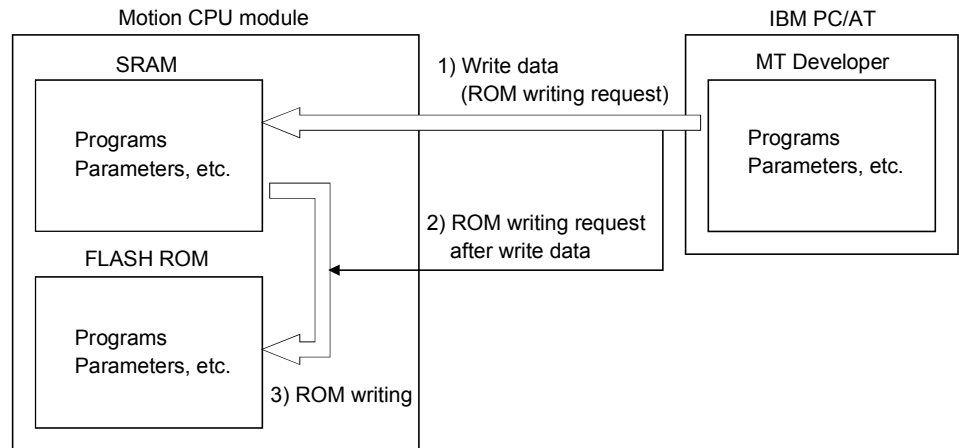 Motion CPU module
IBM PC/AT
SRAM
1) Write data
(ROM writing request)
MT Developer
Programs
Parameters, etc.
Programs
Parameters, etc.
2) ROM writing request
after write data
FLASH ROM
Programs
Parameters, etc.
3) ROM writing